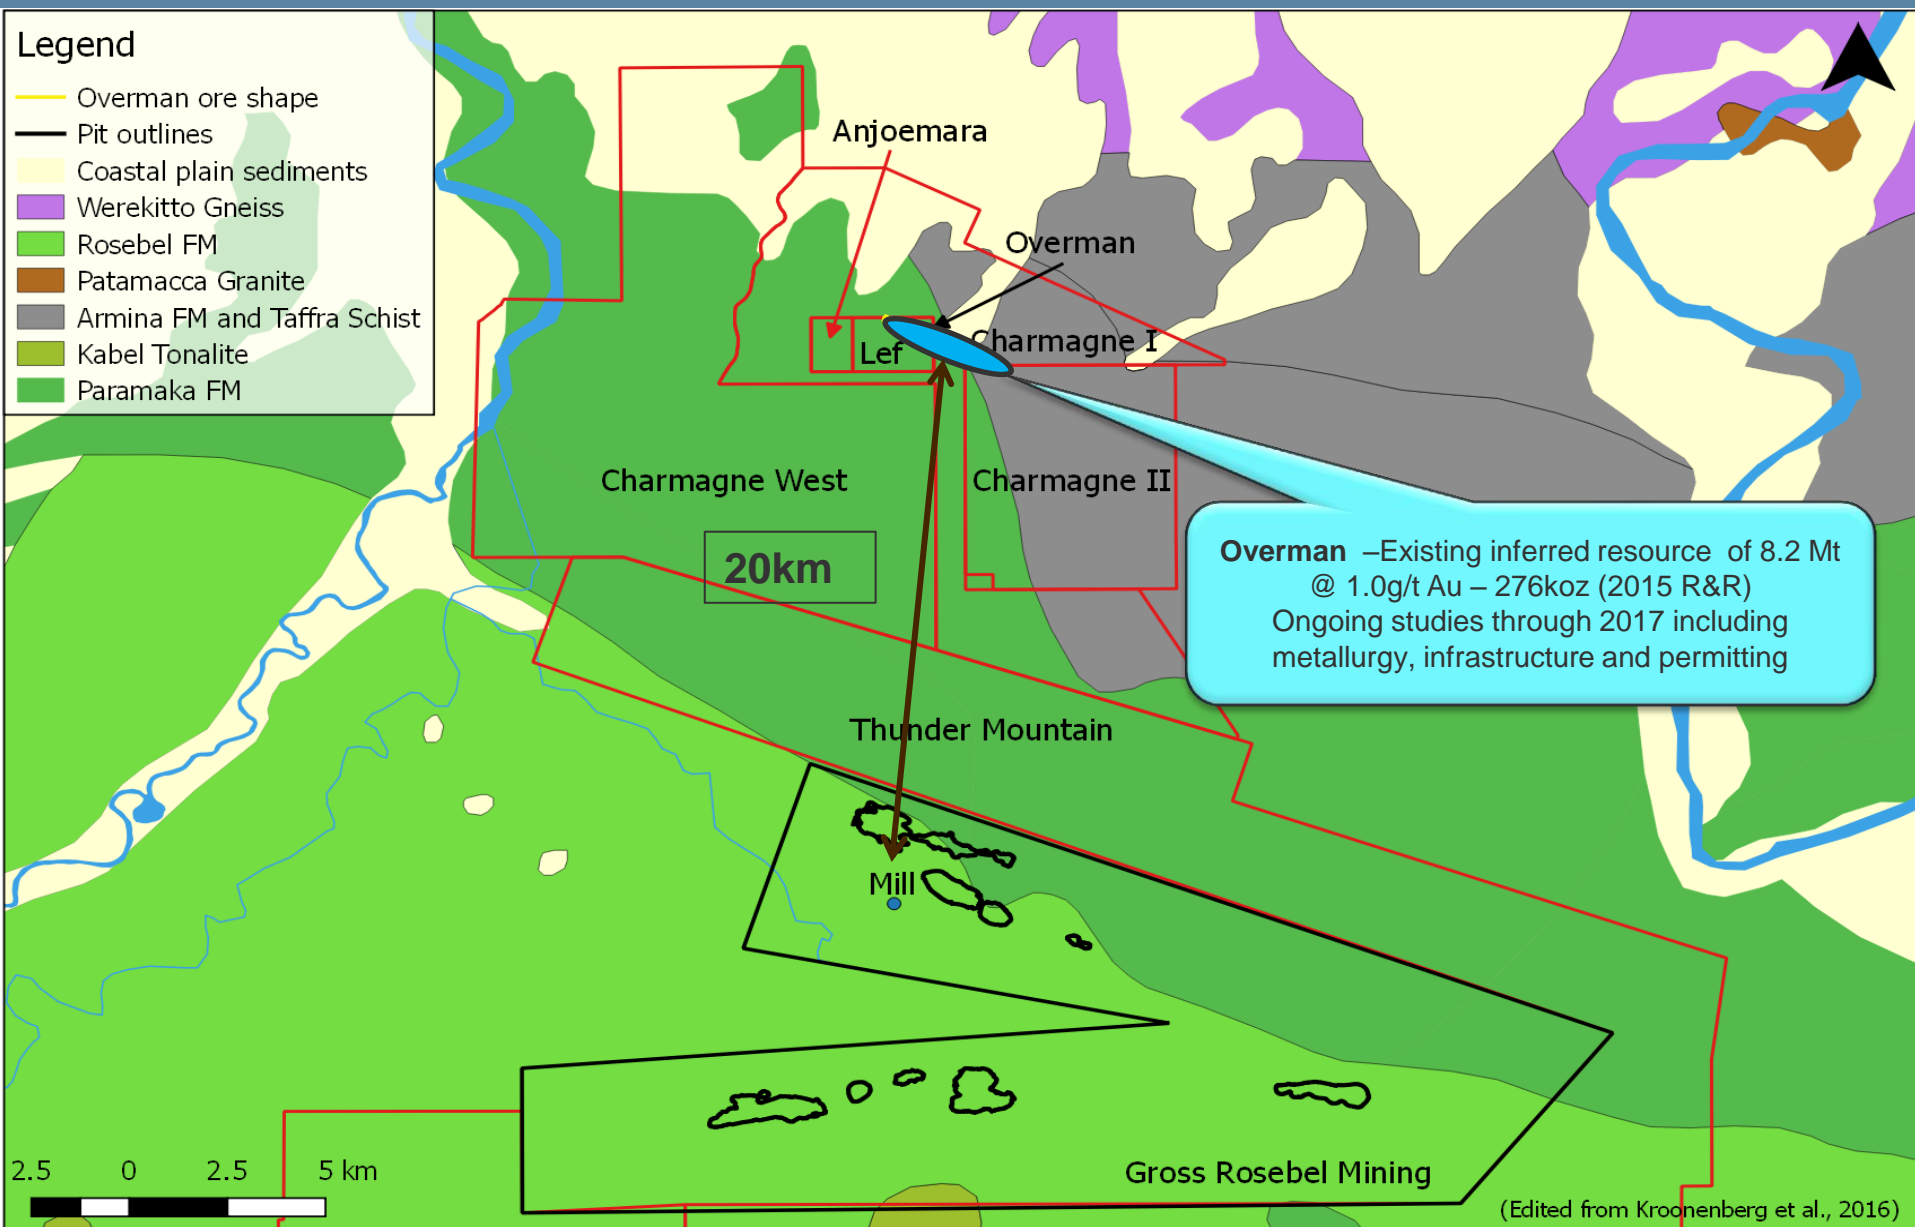 Legend
Overman ore shape
Pit outlines
Coastal plain sediments
Werekitto Gneiss
Rosebel FM
Patamacca Granite
Armina FM and Taffra Schist
Kabel Tonalite
Paramaka FM
Anjoemara
Overman
Charmagne I
Lef
Charmagne West
Charmagne II
20km
Overman –Existing inferred resource of 8.2 Mt
@ 1.0g/t Au – 276koz (2015 R&R)
Ongoing studies through 2017 including
metallurgy, infrastructure and permitting
Thunder Mountain
Mill
Gross Rosebel Mining
2.5 0 2.5 5 km
(Edited from Kroonenberg et al., 2016)